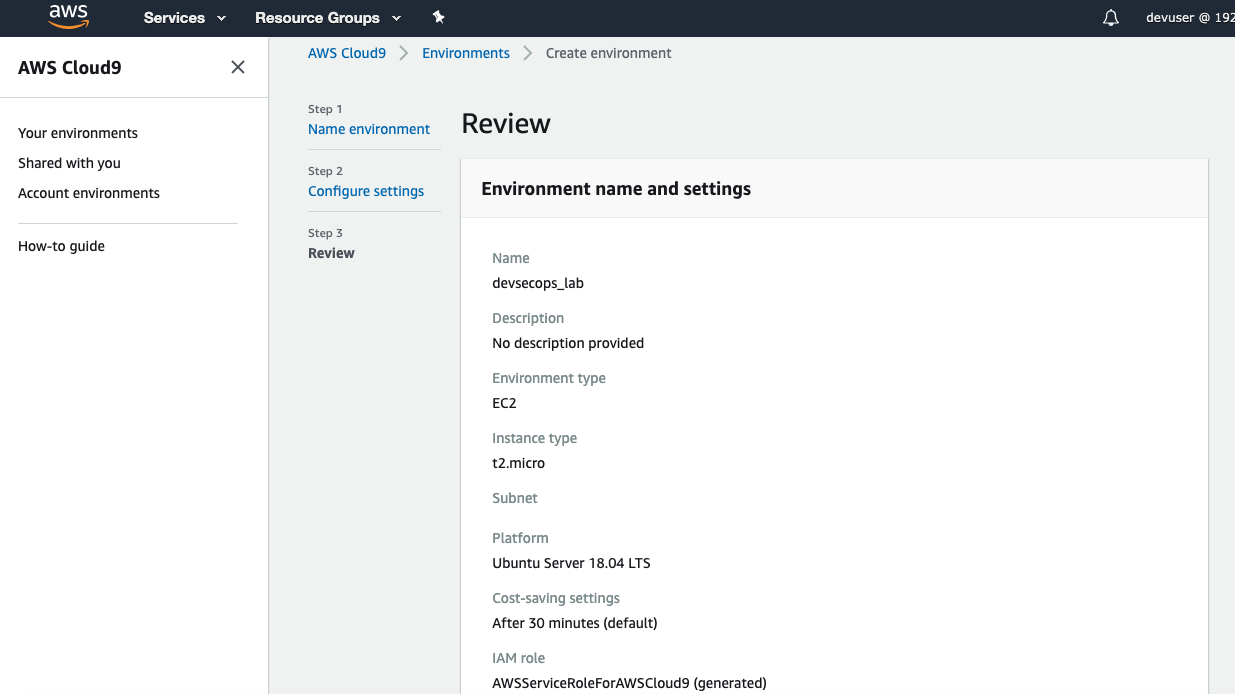 aws
Services
Resource Groups
devuser @ 192
AWS Cloud9
Your environments
Shared with you
Account environments
How-to guide
AWS Cloud9
Environments
Create environment
Step 1
Name environment
Step 2
Configure settings
Step 3
Review
Review
Environment name and settings
Name
devsecops_lab
Description
No description provided
Environment type
EC2
Instance type
t2.micro
Subnet
Platform
Ubuntu Server 18.04 LTS
Cost-saving settings
After 30 minutes (default)
IAM role
AWSServiceRoleForAWSCloud9 (generated)